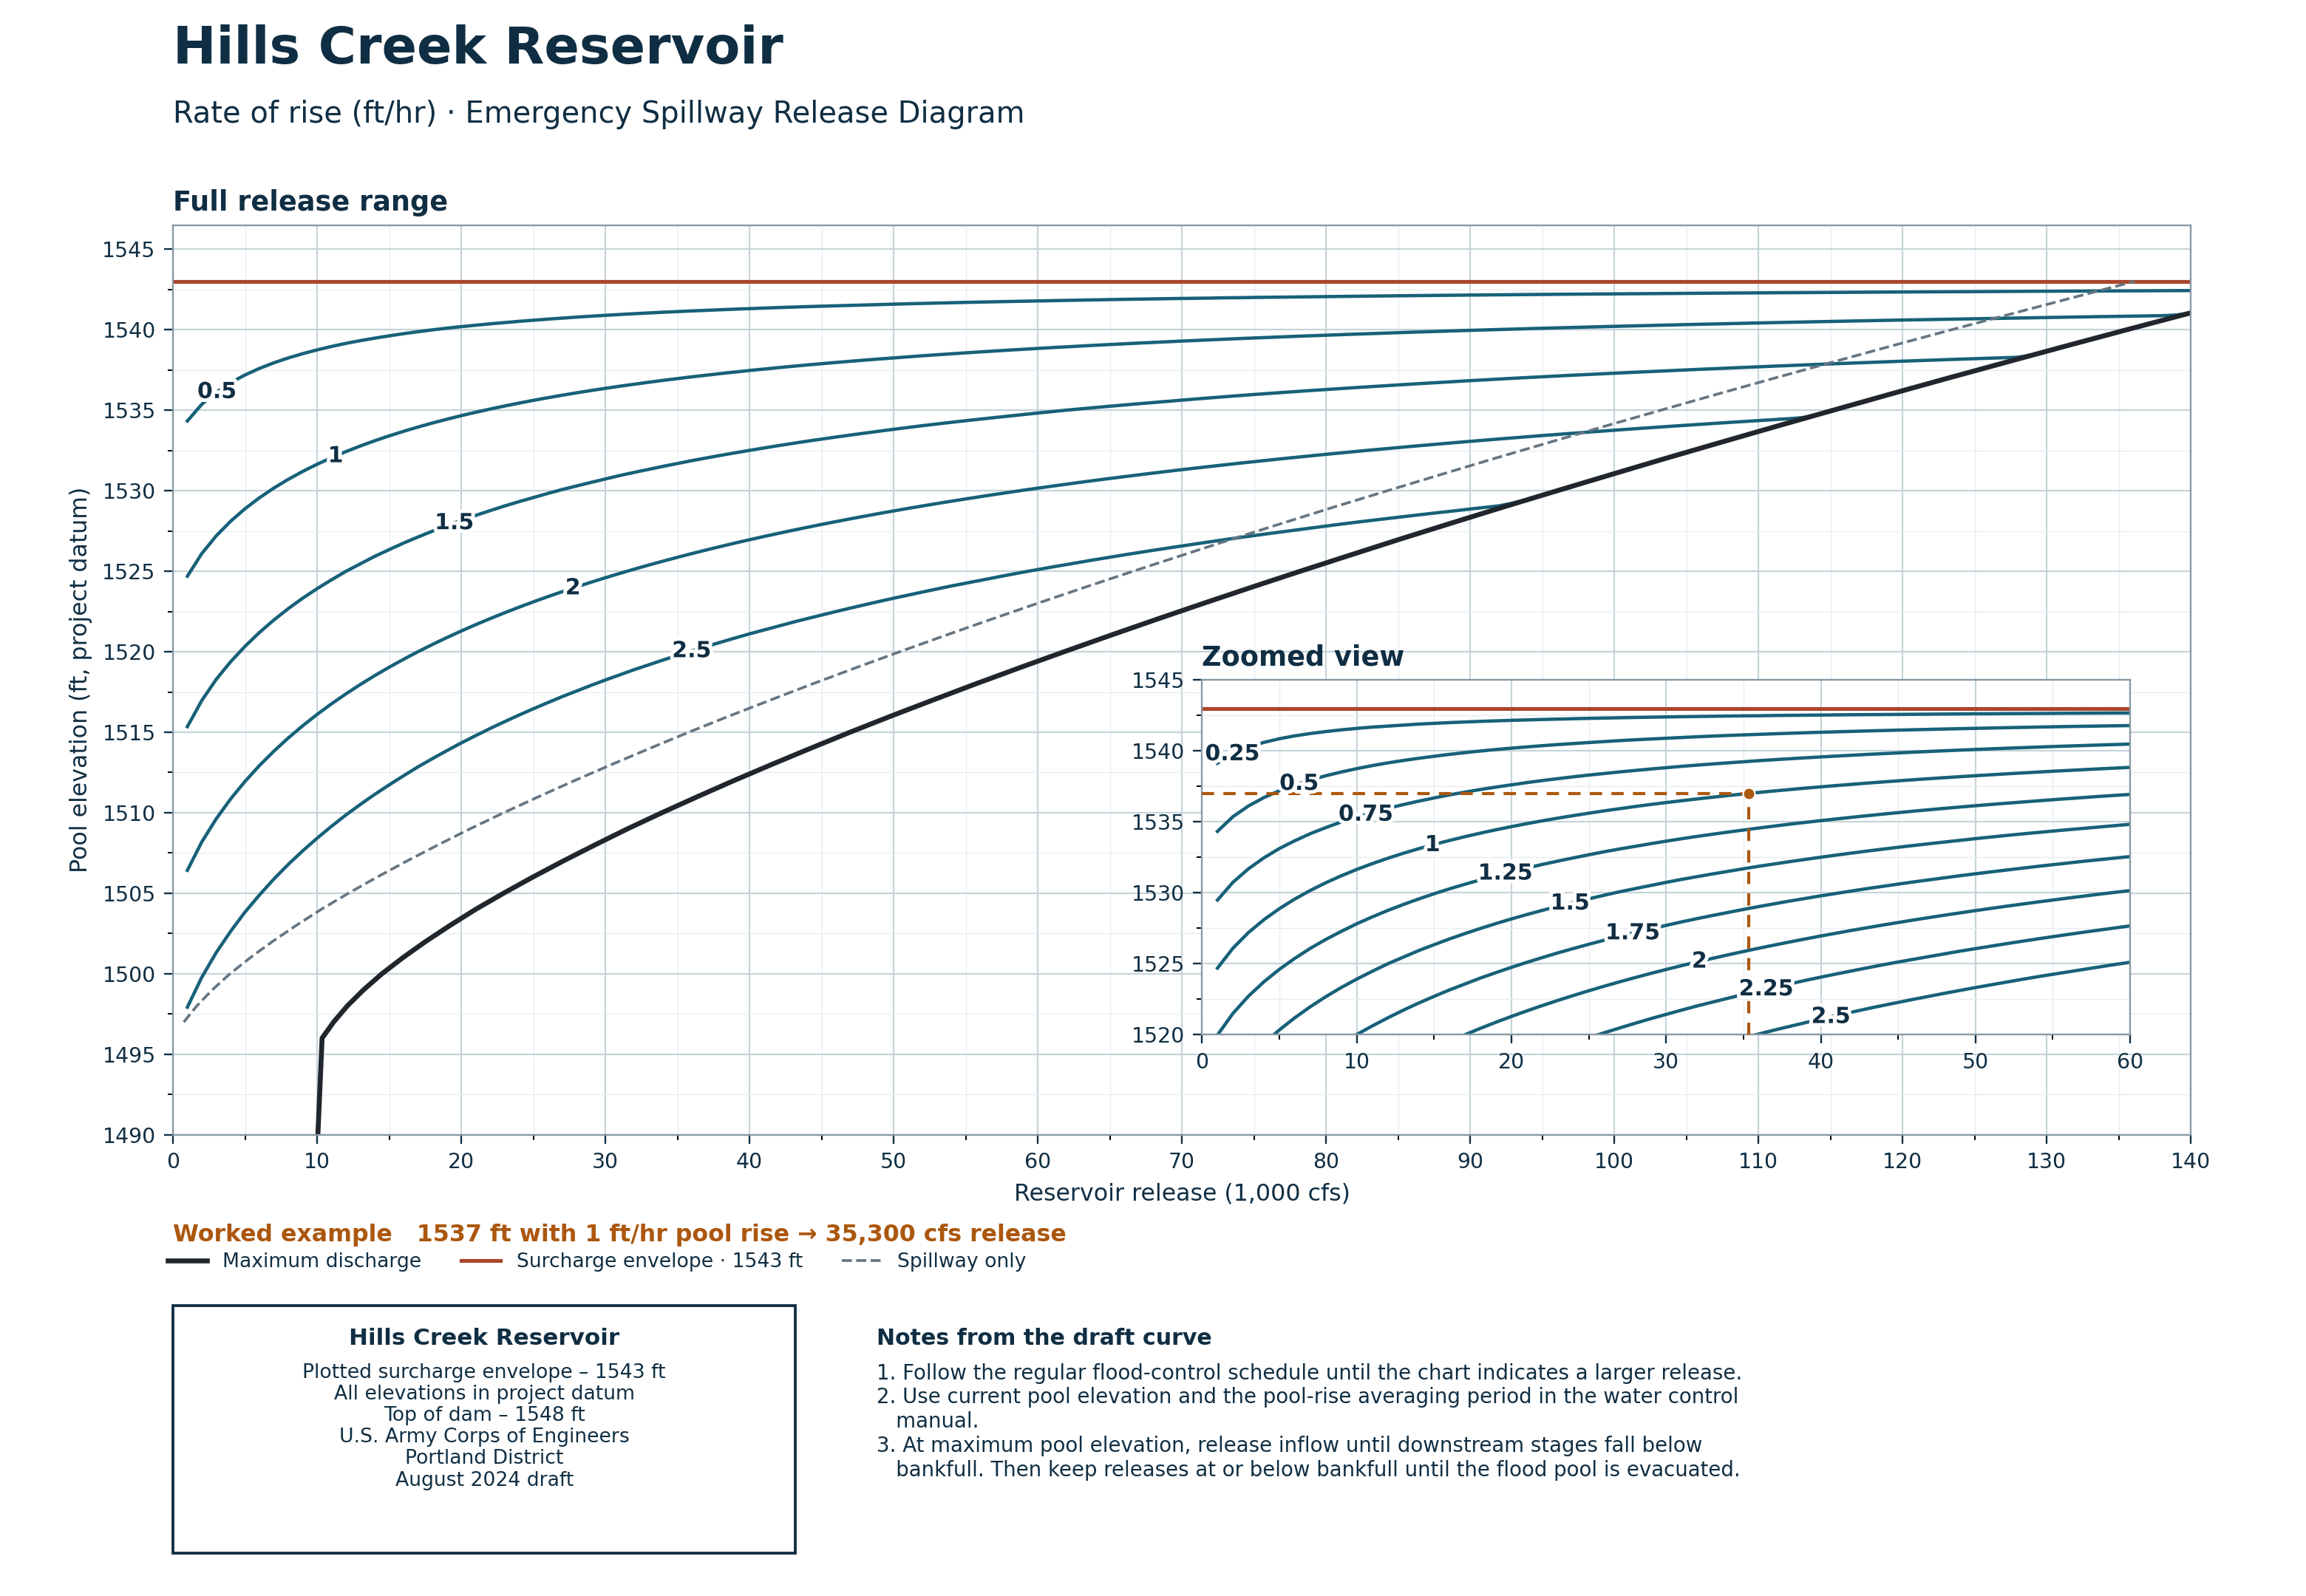 Hills Creek Reservoir
Rate of rise (ft/hr) · Emergency Spillway Release Diagram
Full release range
Pool elevation (ft, project datum)
1545
1540
1535
1530
1525
1520
1515
1510
1505
1500
1495
1490
0.5
1
1.5
2
2.5
Zoomed view
1545
1540
1535
1530
1525
1520
0.25
0.5
0.75
1
1.25
1.5
1.75
2
2.25
2.5
0 10 20 30 40 50 60
0 10 20 30 40 50 60 70 80 90 100 110 120 130 140
Reservoir release (1,000 cfs)
Worked example 1537 ft with 1 ft/hr pool rise → 35,300 cfs release
Maximum discharge Surcharge envelope · 1543 ft Spillway only
Hills Creek Reservoir
Plotted surcharge envelope – 1543 ft
All elevations in project datum
Top of dam – 1548 ft
U.S. Army Corps of Engineers
Portland District
August 2024 draft
Notes from the draft curve
1. Follow the regular flood-control schedule until the chart indicates a larger release.
2. Use current pool elevation and the pool-rise averaging period in the water control
manual.
3. At maximum pool elevation, release inflow until downstream stages fall below
bankfull. Then keep releases at or below bankfull until the flood pool is evacuated.